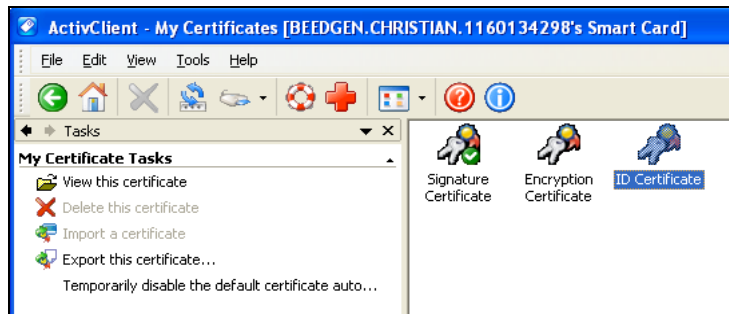 ActivClient - My Certificates [BEEDGEN.CHRISTIAN.1160134298's Smart Card]
File Edit View Tools Help
Tasks
My Certificate Tasks
View this certificate
Delete this certificate
Import a certificate
Export this certificate...
Temporarily disable the default certificate auto...
Signature Certificate
Encryption Certificate
ID Certificate